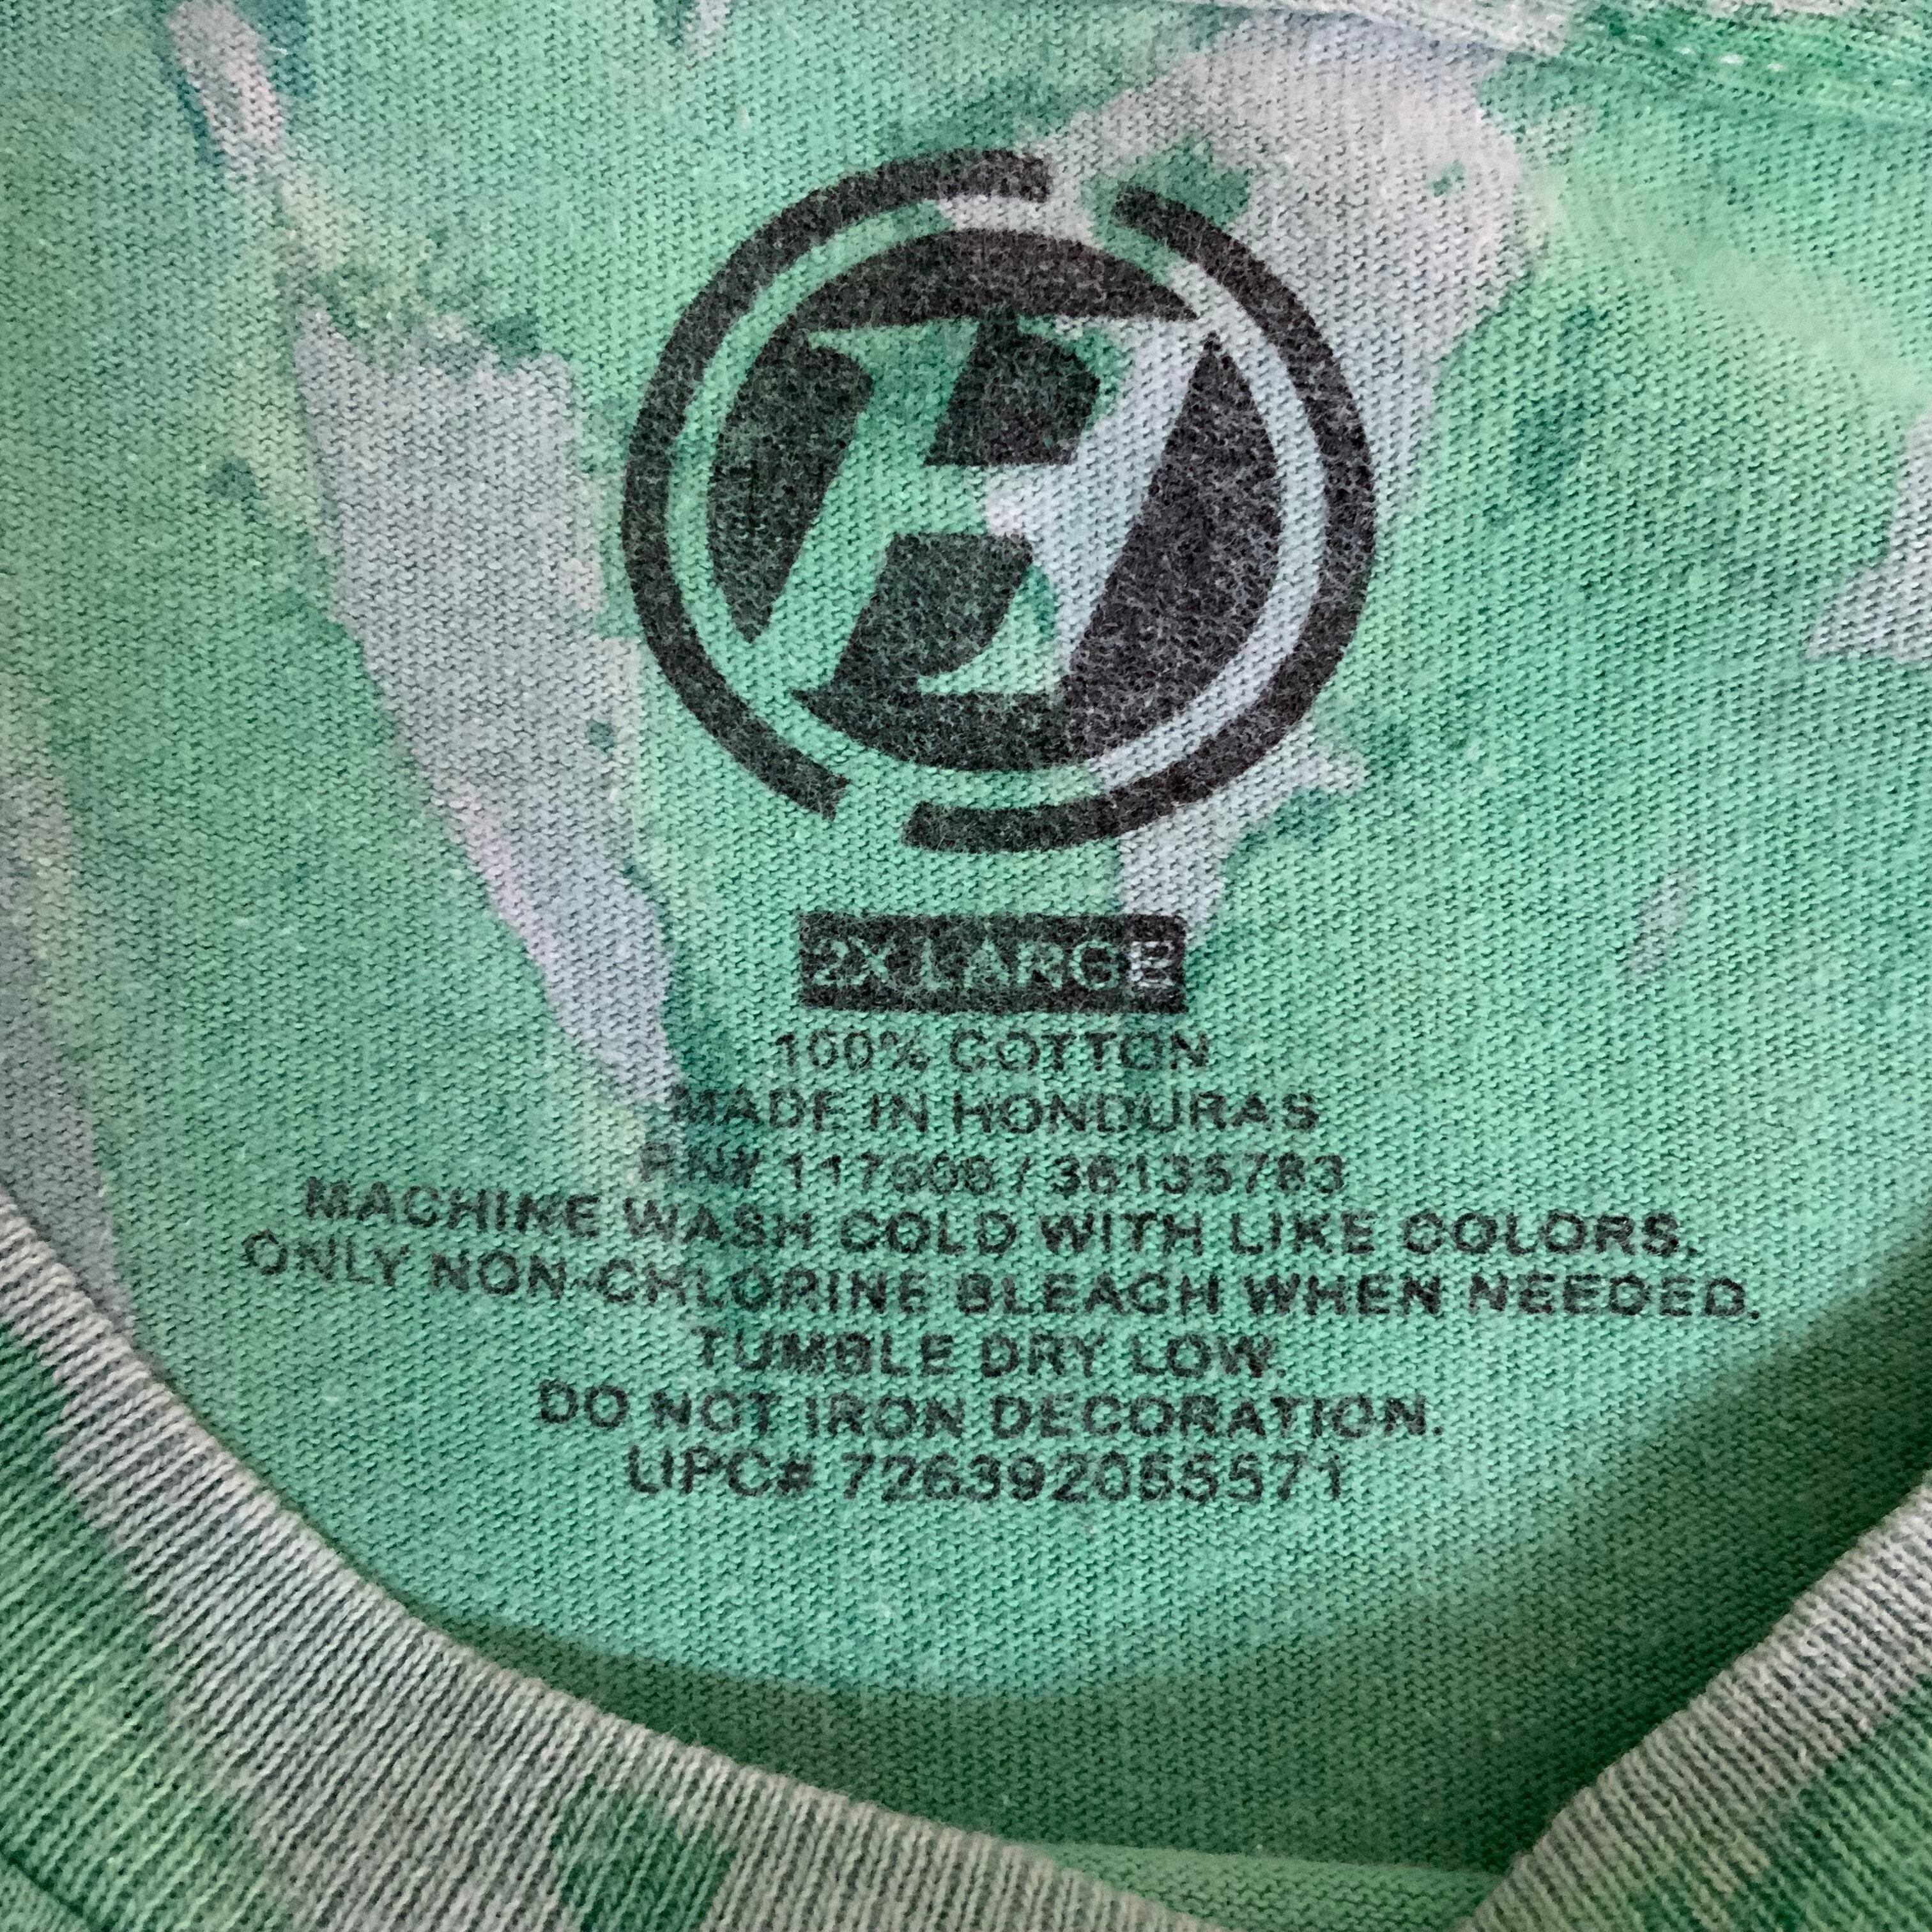 H
2X LARGE
100% COTTON
MADE IN HONDURAS
RN# 117608 / 36135783
MACHINE WASH COLD WITH LIKE COLORS.
ONLY NON-CHLORINE BLEACH WHEN NEEDED.
TUMBLE DRY LOW.
DO NOT IRON DECORATION.
UPC# 726392055571